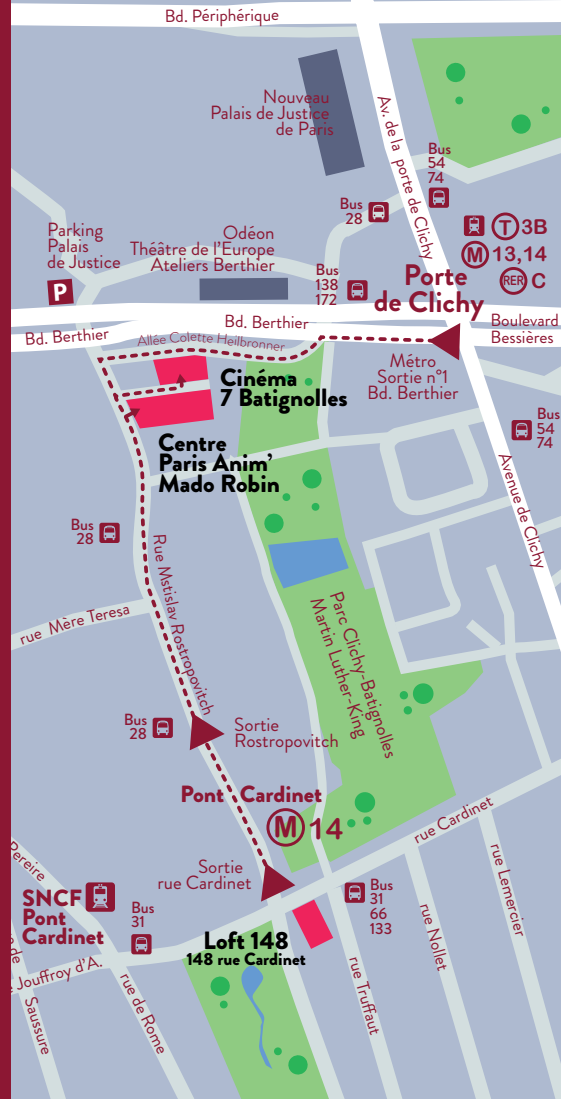 Bd. Périphérique
Nouveau
Palais de Justice
de Paris
Av. de la porte de Clichy
Bus
54
74
Bus
28
T 3B
M 13,14
RER C
Parking
Palais
de Justice
P
Odéon
Théâtre de l'Europe
Ateliers Berthier
Bus
138
172
Porte
de Clichy
Bd. Berthier
Bd. Berthier
Boulevard
Bessières
Allée Colette Heilbronner
Métro
Sortie n°1
Bd. Berthier
Cinéma
7 Batignolles
Bus
54
74
Centre
Paris Anim'
Mado Robin
Avenue de Clichy
Bus
28
Rue Mstislav Rostropovitch
rue Mère Teresa
Parc Clichy-Batignolles
Martin Luther-King
Bus
28
Sortie
Rostropovitch
Pont Cardinet
M 14
rue Cardinet
Sortie
rue Cardinet
Pereire
rue Lemercier
SNCF
Pont
Cardinet
Bus
31
Bus
31
66
133
rue Nollet
Loft 148
148 rue Cardinet
Jouffroy d'A.
rue de Rome
rue Truffaut
de
Saussure